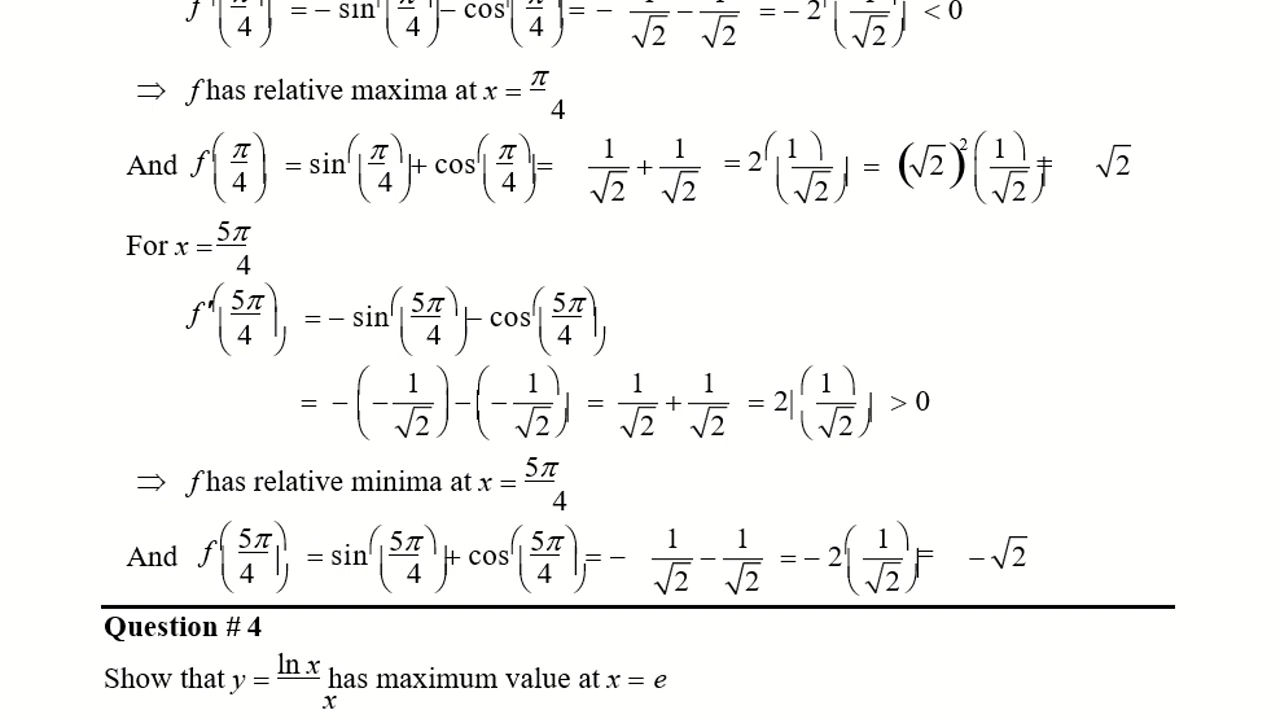 f ″(π/4) = − sin(π/4) − cos(π/4) = − 1/√2 − 1/√2 = − 2(1/√2) < 0
⇒ f has relative maxima at x = π/4
And f(π/4) = sin(π/4) + cos(π/4) = 1/√2 + 1/√2 = 2(1/√2) = (√2)²(1/√2) = √2
For x = 5π/4
f ″(5π/4) = − sin(5π/4) − cos(5π/4)
= −(−1/√2) − (−1/√2) = 1/√2 + 1/√2 = 2(1/√2) > 0
⇒ f has relative minima at x = 5π/4
And f(5π/4) = sin(5π/4) + cos(5π/4) = − 1/√2 − 1/√2 = − 2(1/√2) = −√2
Question # 4
Show that y = ln x/x has maximum value at x = e